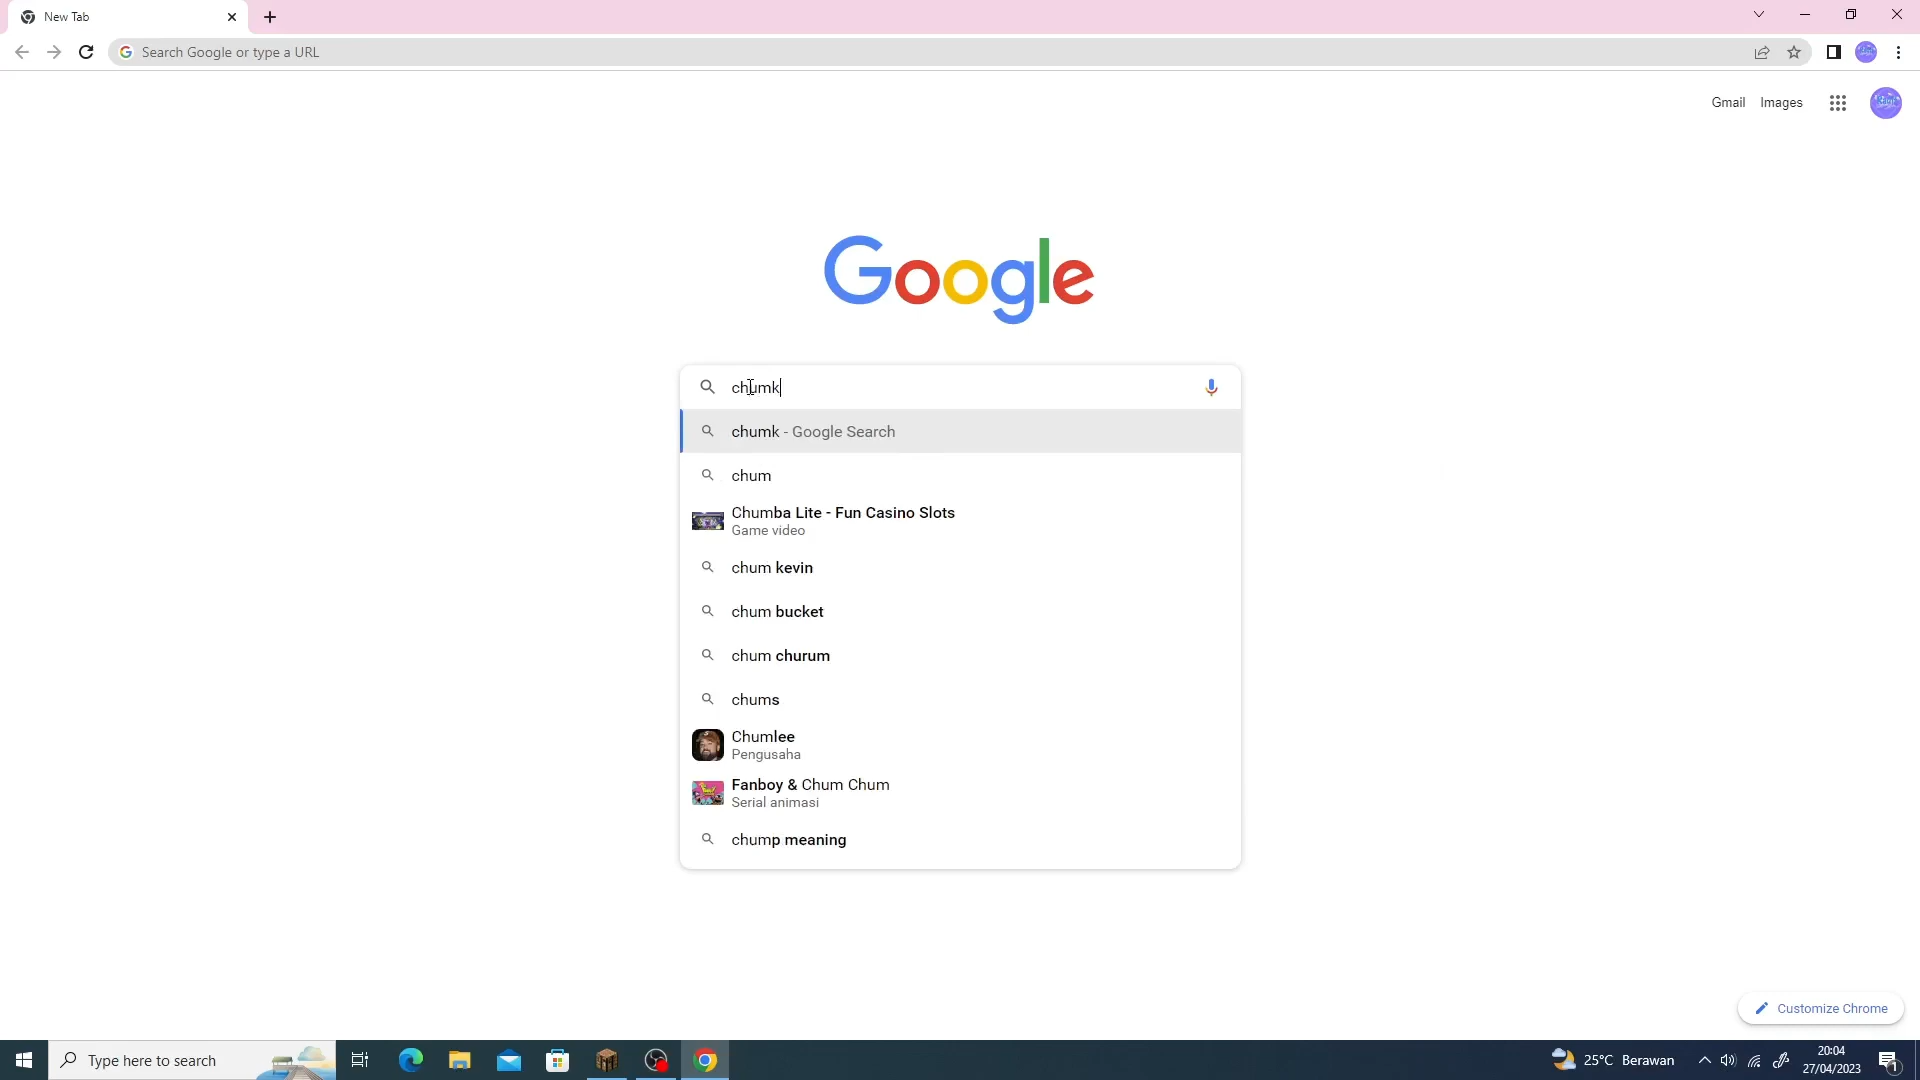 New Tab
Search Google or type a URL
Gmail Images
Google
chumk
chumk - Google Search
chum
Chumba Lite - Fun Casino Slots
Game video
chum kevin
chum bucket
chum churum
chums
Chumlee
Pengusaha
Fanboy & Chum Chum
Serial animasi
chump meaning
Customize Chrome
Type here to search
25°C Berawan
20:04
27/04/2023
1